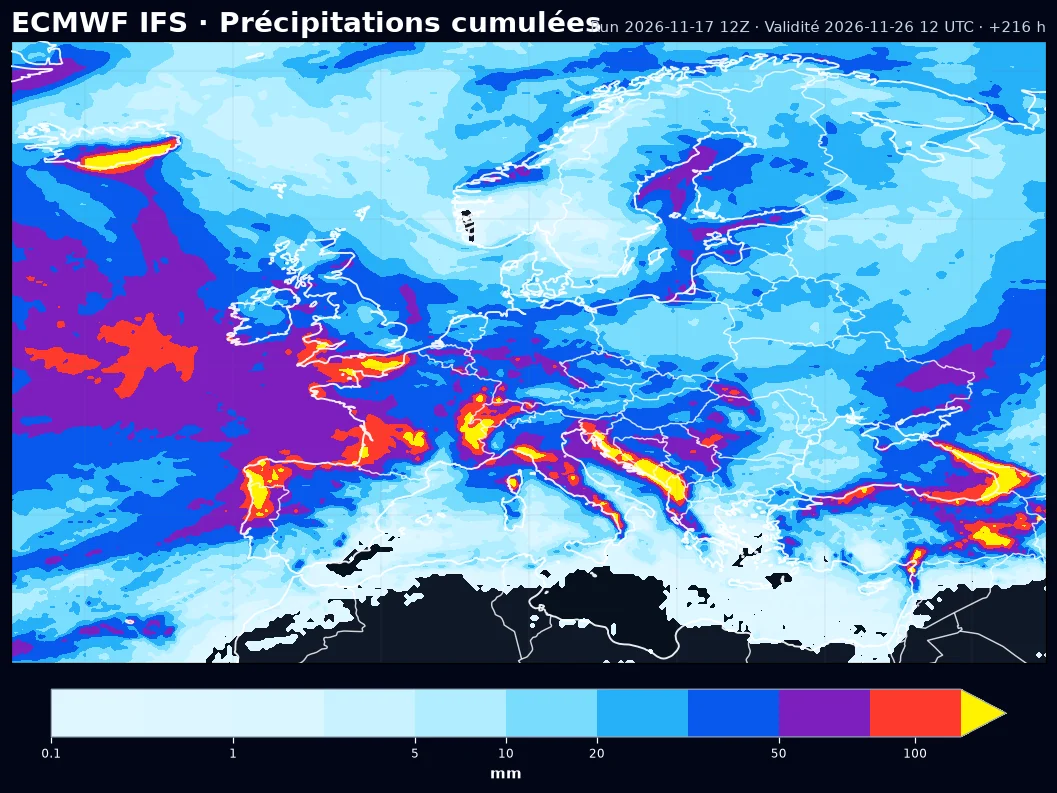 ECMWF IFS · Précipitations cumulées
Run 2026-11-17 12Z · Validité 2026-11-26 12 UTC · +216 h
0.1 1 5 10 20 50 100
mm